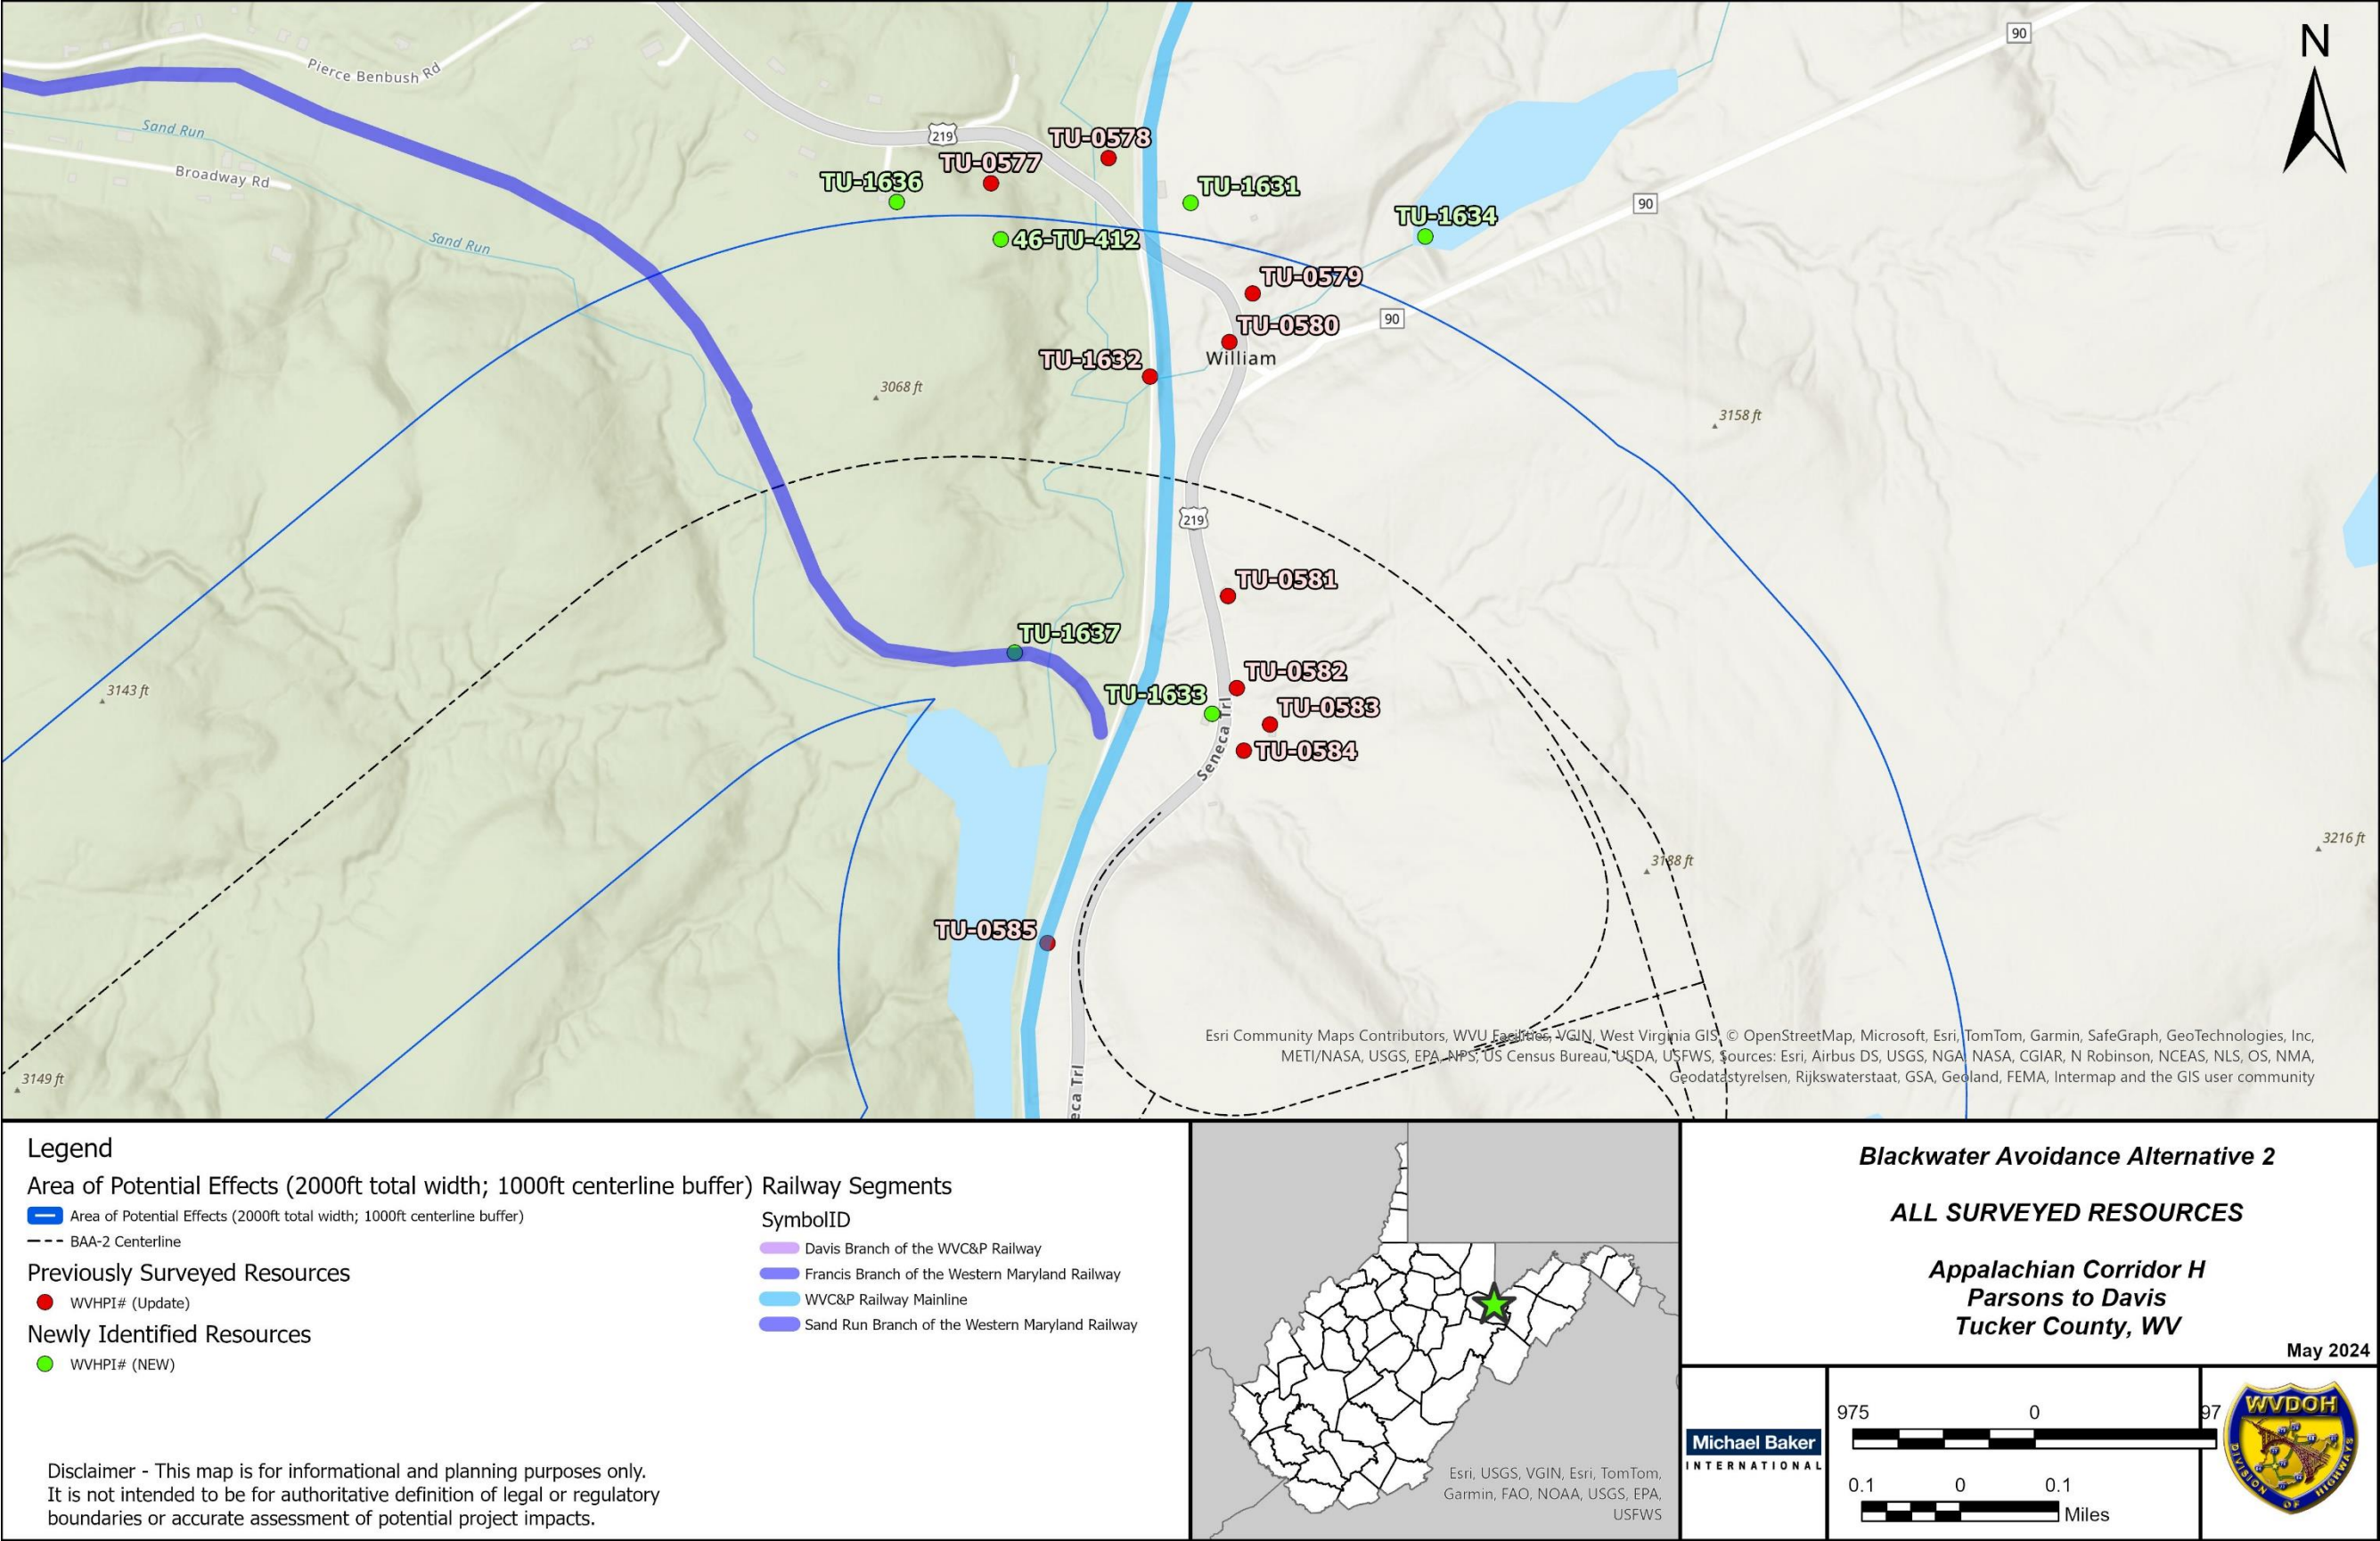 90
N
Pierce Benbush Rd
Sand Run
219
TU-0578
TU-0577
Broadway Rd
TU-1636
TU-1631
90
TU-1634
Sand Run
46-TU-412
TU-0579
90
TU-0580
William
TU-1632
3068 ft
3158 ft
219
TU-0581
TU-1637
TU-0582
3143 ft
TU-1633
TU-0583
Seneca Trl
TU-0584
3216 ft
3188 ft
TU-0585
Esri Community Maps Contributors, WVU Facilities, VGIN, West Virginia GIS, © OpenStreetMap, Microsoft, Esri, TomTom, Garmin, SafeGraph, GeoTechnologies, Inc,
METI/NASA, USGS, EPA, NPS, US Census Bureau, USDA, USFWS, Sources: Esri, Airbus DS, USGS, NGA, NASA, CGIAR, N Robinson, NCEAS, NLS, OS, NMA,
Geodatastyrelsen, Rijkswaterstaat, GSA, Geoland, FEMA, Intermap and the GIS user community
3149 ft
eca Trl
Legend
Area of Potential Effects (2000ft total width; 1000ft centerline buffer)
Area of Potential Effects (2000ft total width; 1000ft centerline buffer)
BAA-2 Centerline
Previously Surveyed Resources
WVHPI# (Update)
Newly Identified Resources
WVHPI# (NEW)
Railway Segments
SymbolID
Davis Branch of the WVC&P Railway
Francis Branch of the Western Maryland Railway
WVC&P Railway Mainline
Sand Run Branch of the Western Maryland Railway
Disclaimer - This map is for informational and planning purposes only.
It is not intended to be for authoritative definition of legal or regulatory
boundaries or accurate assessment of potential project impacts.
Esri, USGS, VGIN, Esri, TomTom,
Garmin, FAO, NOAA, USGS, EPA,
USFWS
Blackwater Avoidance Alternative 2
ALL SURVEYED RESOURCES
Appalachian Corridor H
Parsons to Davis
Tucker County, WV
May 2024
Michael Baker
INTERNATIONAL
975 0 97
0.1 0 0.1
Miles
WVDOH
DIVISION OF HIGHWAYS